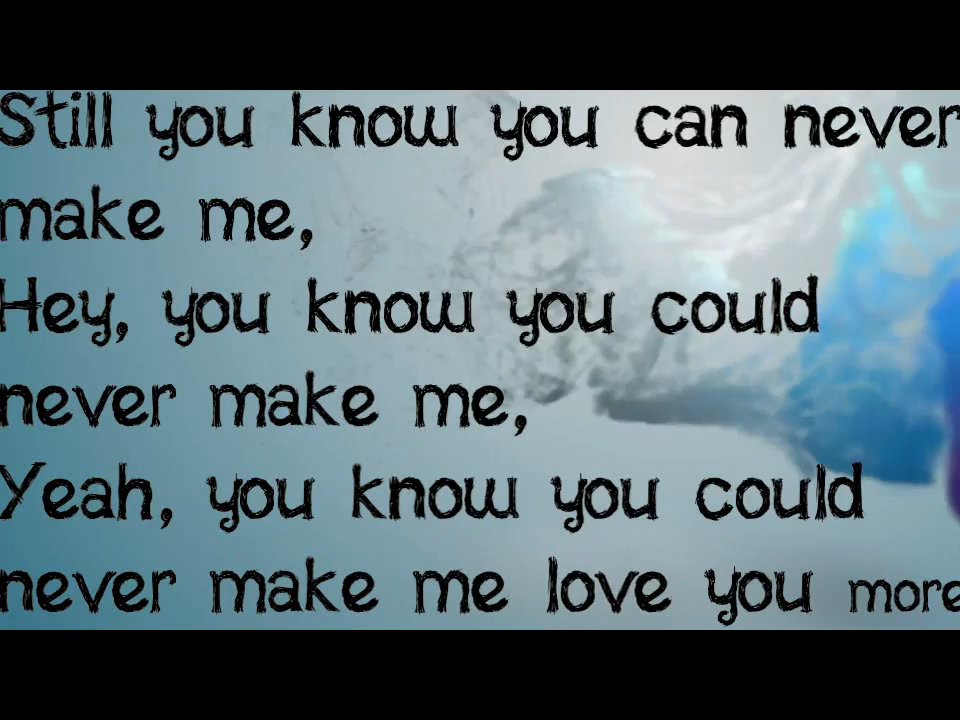 Still you know you can never
make me,
Hey, you know you could
never make me,
Yeah, you know you could
never make me love you more